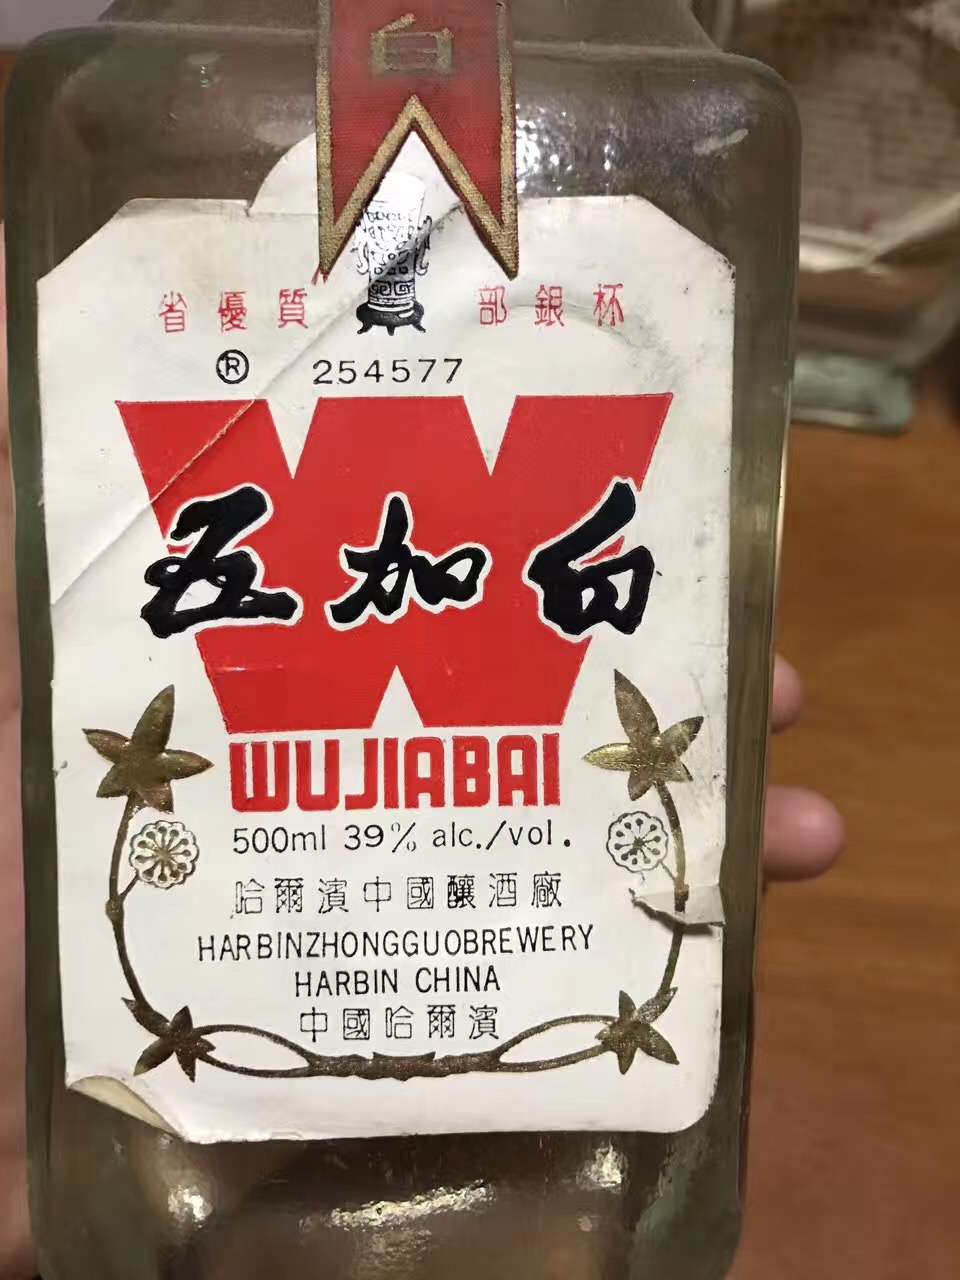 白
省優質 部銀杯
® 254577
五加白
WUJIABAI
500ml 39% alc./vol.
哈爾濱中國釀酒廠
HARBINZHONGGUOBREWERY
HARBIN CHINA
中國哈爾濱